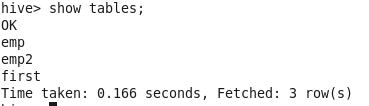 hive> show tables;
OK
emp
emp2
first
Time taken: 0.166 seconds, Fetched: 3 row(s)